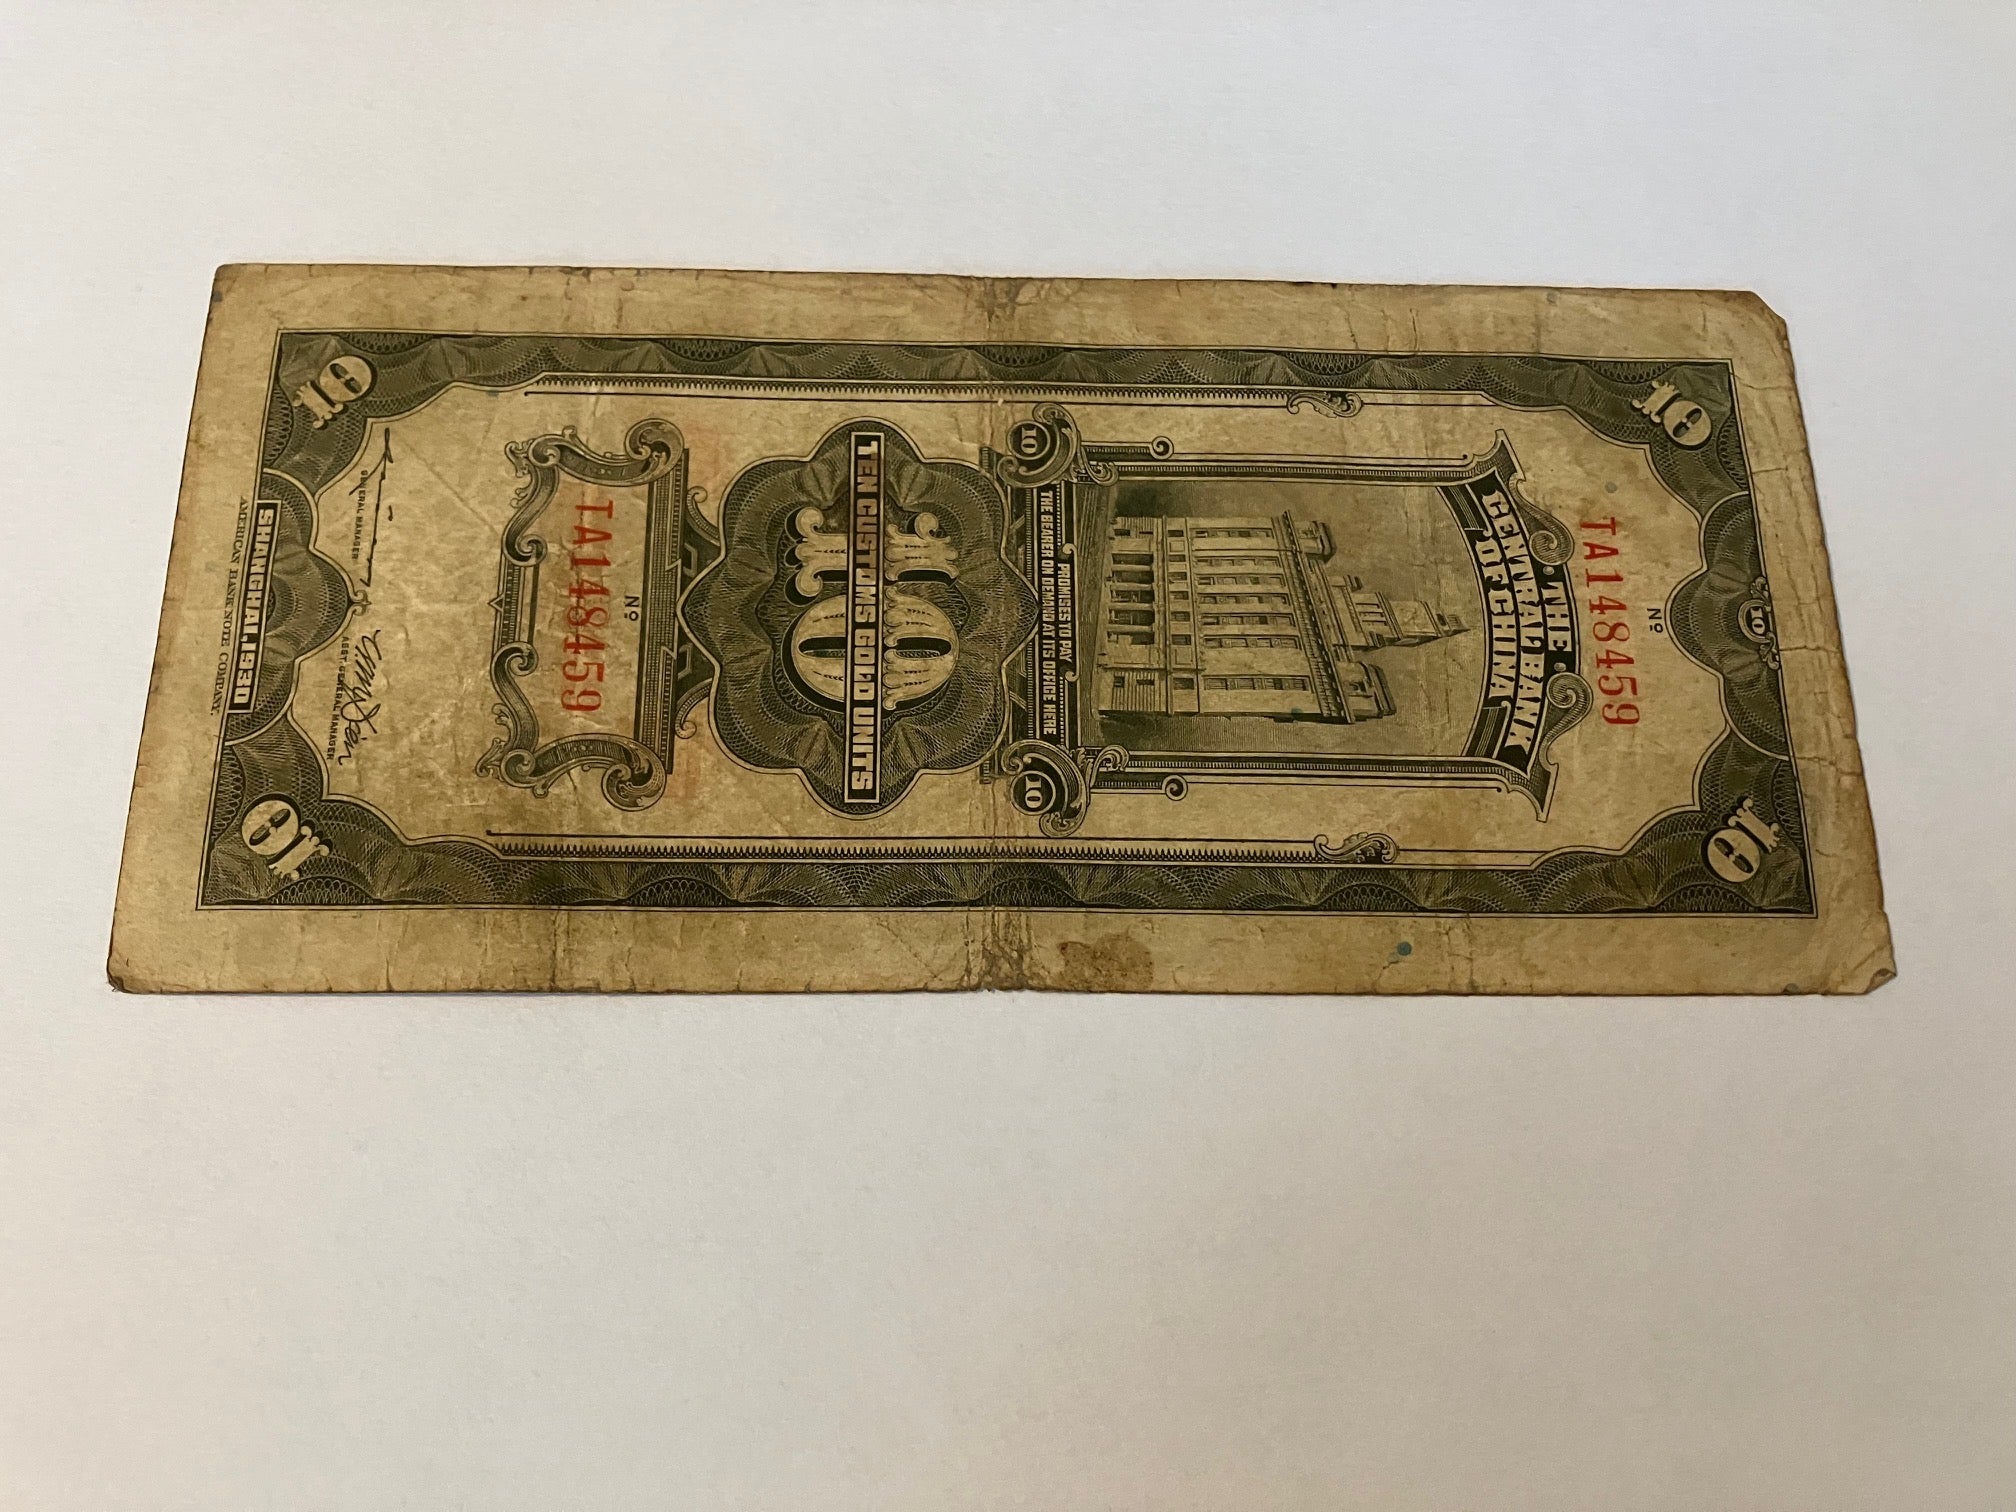 10
10
10
Nº
TA148459
THE
CENTRAL BANK
OF CHINA
PROMISES TO PAY
THE BEARER ON DEMAND AT ITS OFFICE HERE
10
10
10
TEN CUSTOMS GOLD UNITS
Nº
TA148459
GENERAL MANAGER
ASST. GENERAL MANAGER
10
10
SHANGHAI.1930
AMERICAN BANK NOTE COMPANY.